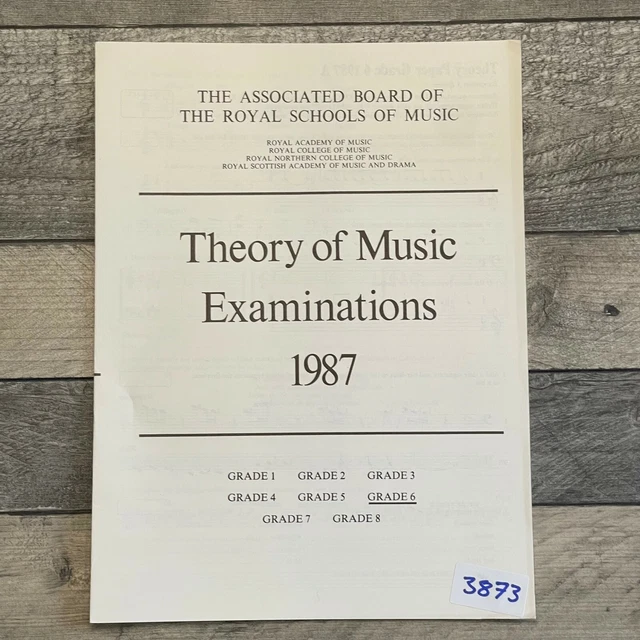 THE ASSOCIATED BOARD OF
THE ROYAL SCHOOLS OF MUSIC
ROYAL ACADEMY OF MUSIC
ROYAL COLLEGE OF MUSIC
ROYAL NORTHERN COLLEGE OF MUSIC
ROYAL SCOTTISH ACADEMY OF MUSIC AND DRAMA
Theory of Music
Examinations
1987
GRADE 1 GRADE 2 GRADE 3
GRADE 4 GRADE 5 GRADE 6
GRADE 7 GRADE 8
3873